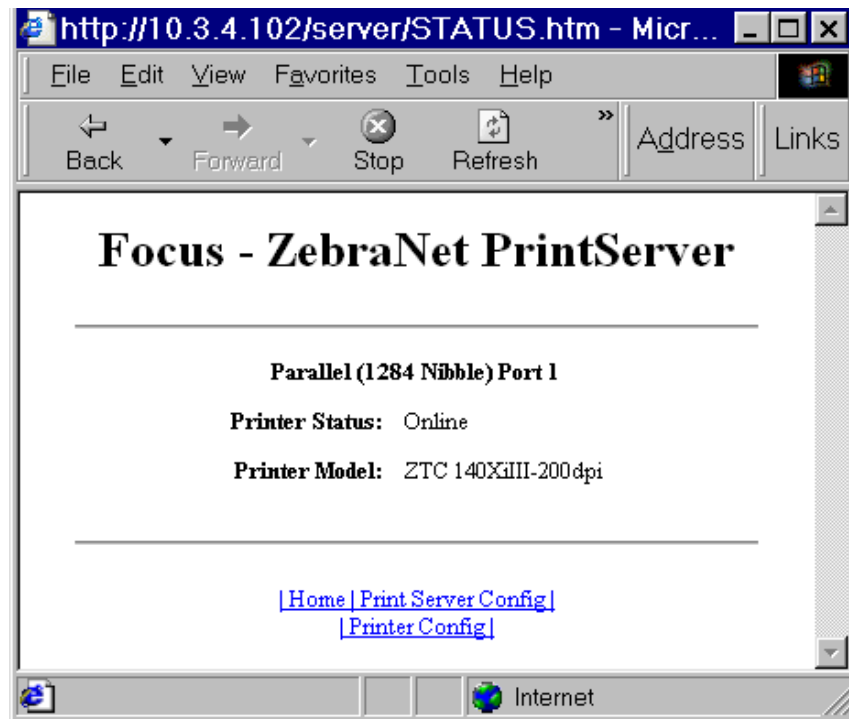 http://10.3.4.102/server/STATUS.htm - Micr...
File Edit View Favorites Tools Help
Back Forward Stop Refresh » Address Links
Focus - ZebraNet PrintServer
Parallel (1284 Nibble) Port 1
Printer Status: Online
Printer Model: ZTC 140XiIII-200dpi
| Home | Print Server Config |
| Printer Config |
Internet